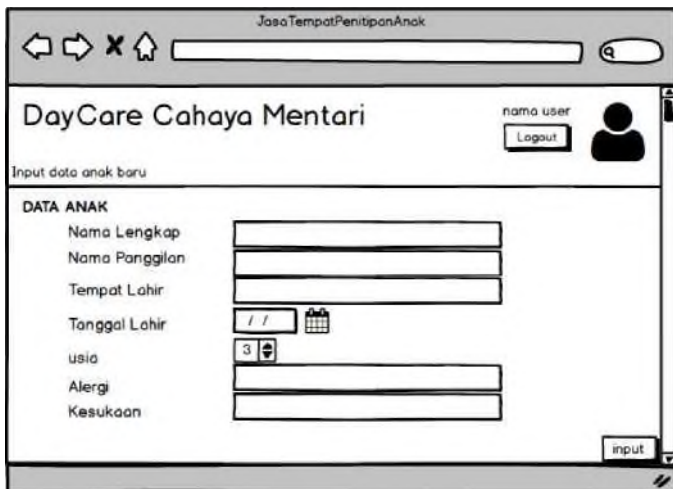 JasaTempatPenitipanAnak
DayCare Cahaya Mentari
nama user
Logout
Input data anak baru
DATA ANAK
Nama Lengkap
Nama Panggilan
Tempat Lahir
Tanggal Lahir / /
usia 3
Alergi
Kesukaan
input